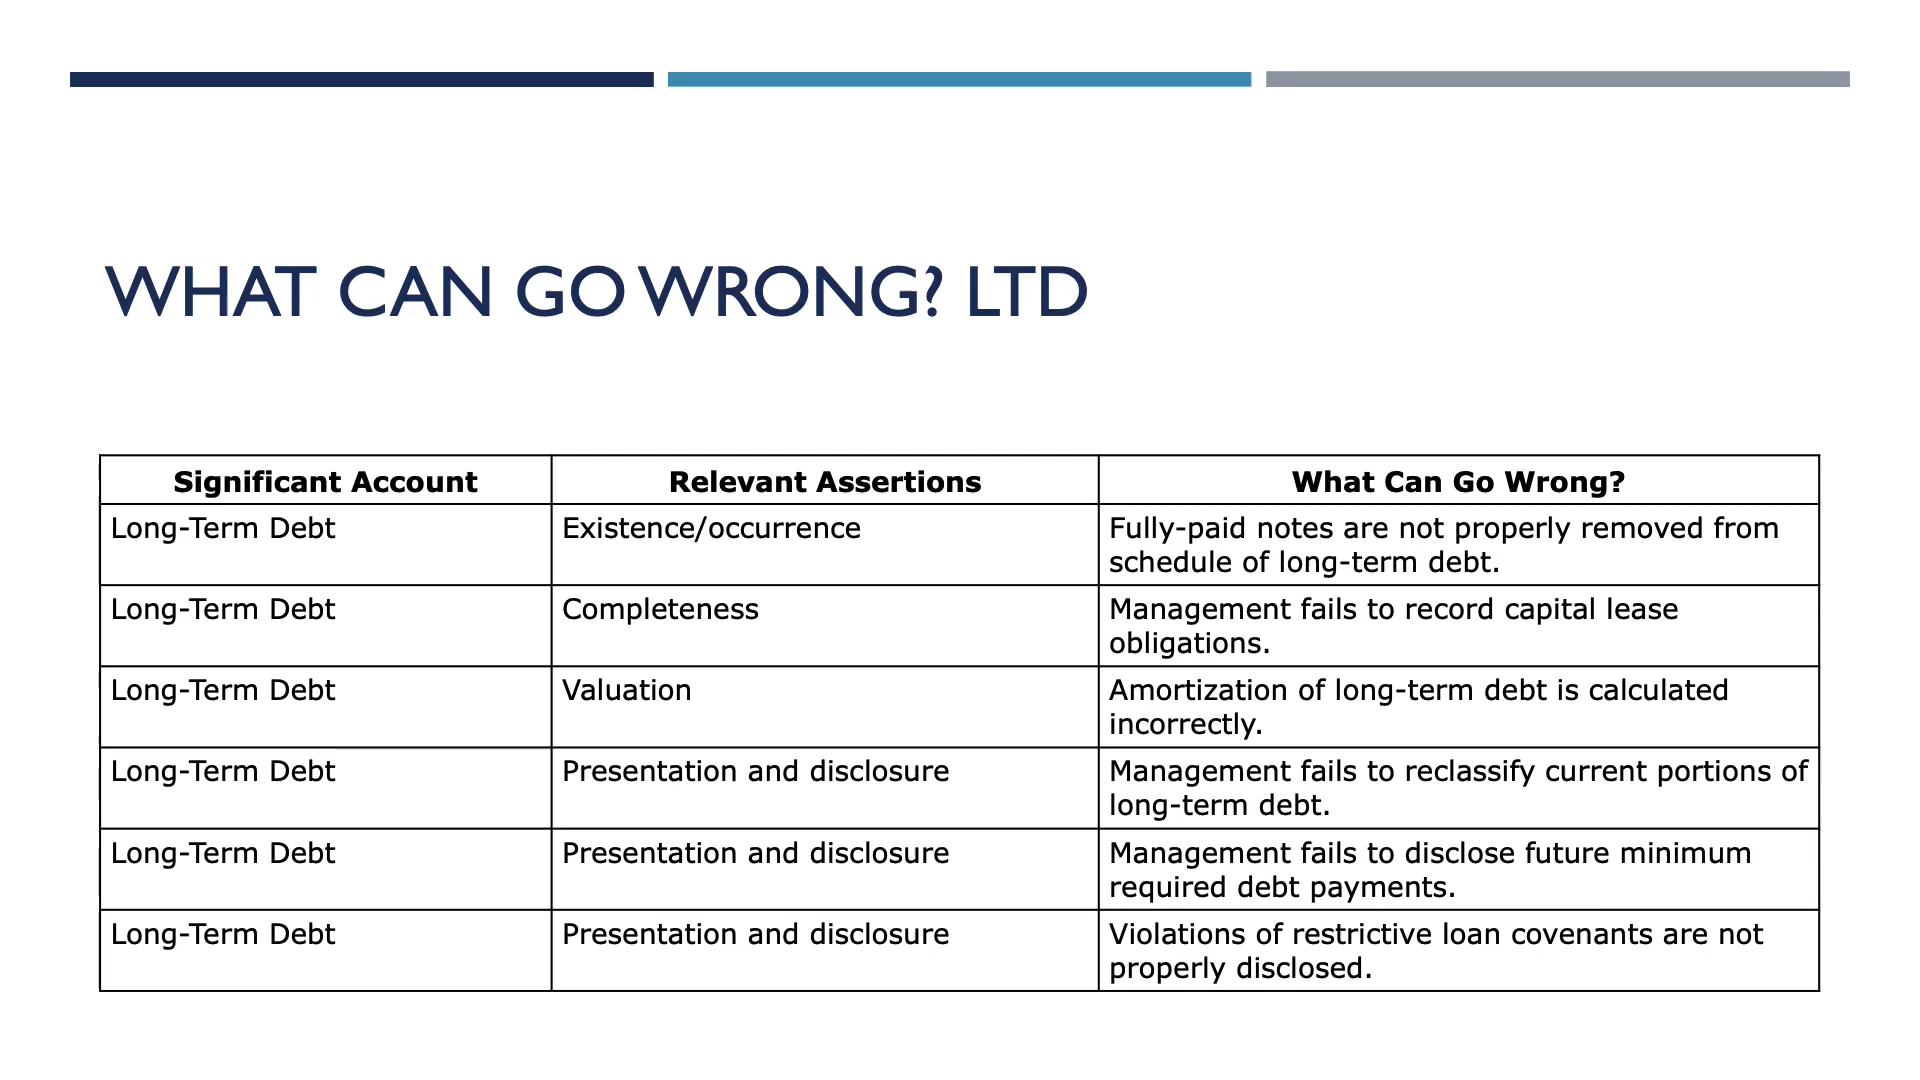 WHAT CAN GO WRONG? LTD
Significant Account
Relevant Assertions
What Can Go Wrong?
Long-Term Debt
Existence/occurrence
Fully-paid notes are not properly removed from
schedule of long-term debt.
Long-Term Debt
Completeness
Management fails to record capital lease
obligations.
Long-Term Debt
Valuation
Amortization of long-term debt is calculated
incorrectly.
Long-Term Debt
Presentation and disclosure
Management fails to reclassify current portions of
long-term debt.
Long-Term Debt
Presentation and disclosure
Management fails to disclose future minimum
required debt payments.
Long-Term Debt
Presentation and disclosure
Violations of restrictive loan covenants are not
properly disclosed.